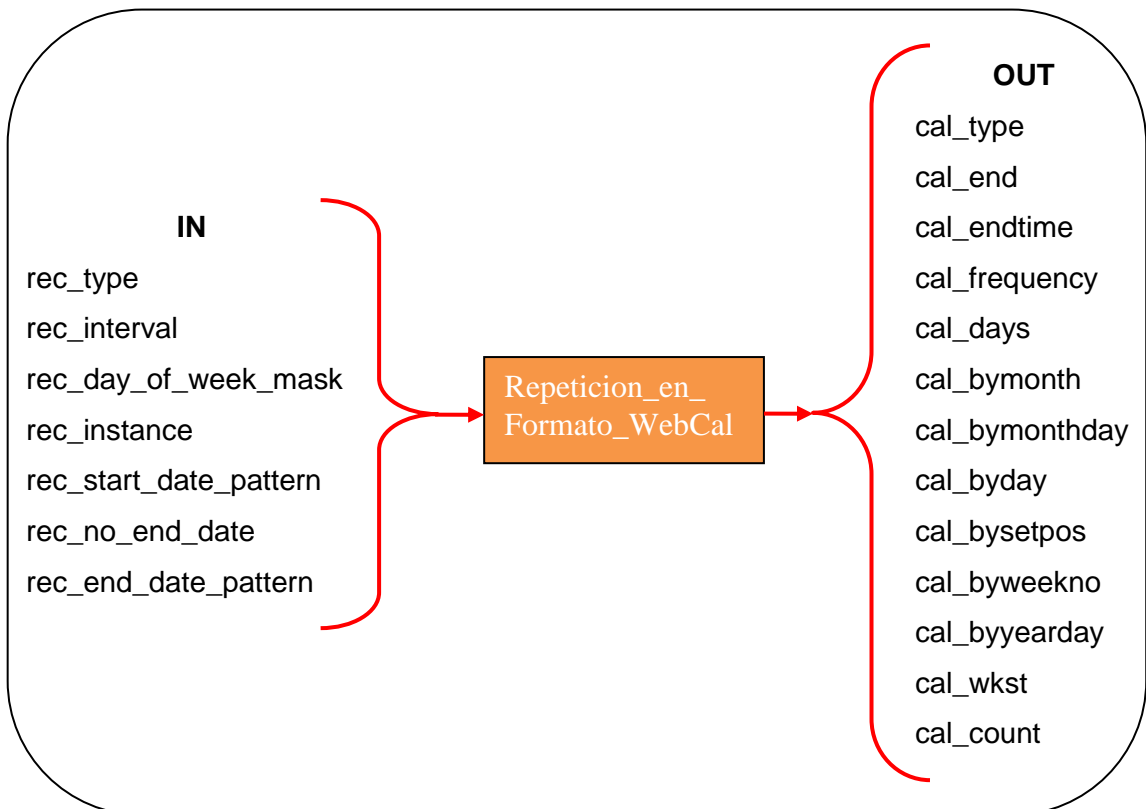 IN
rec_type
rec_interval
rec_day_of_week_mask
rec_instance
rec_start_date_pattern
rec_no_end_date
rec_end_date_pattern
Repeticion_en_
Formato_WebCal
OUT
cal_type
cal_end
cal_endtime
cal_frequency
cal_days
cal_bymonth
cal_bymonthday
cal_byday
cal_bysetpos
cal_byweekno
cal_byyearday
cal_wkst
cal_count